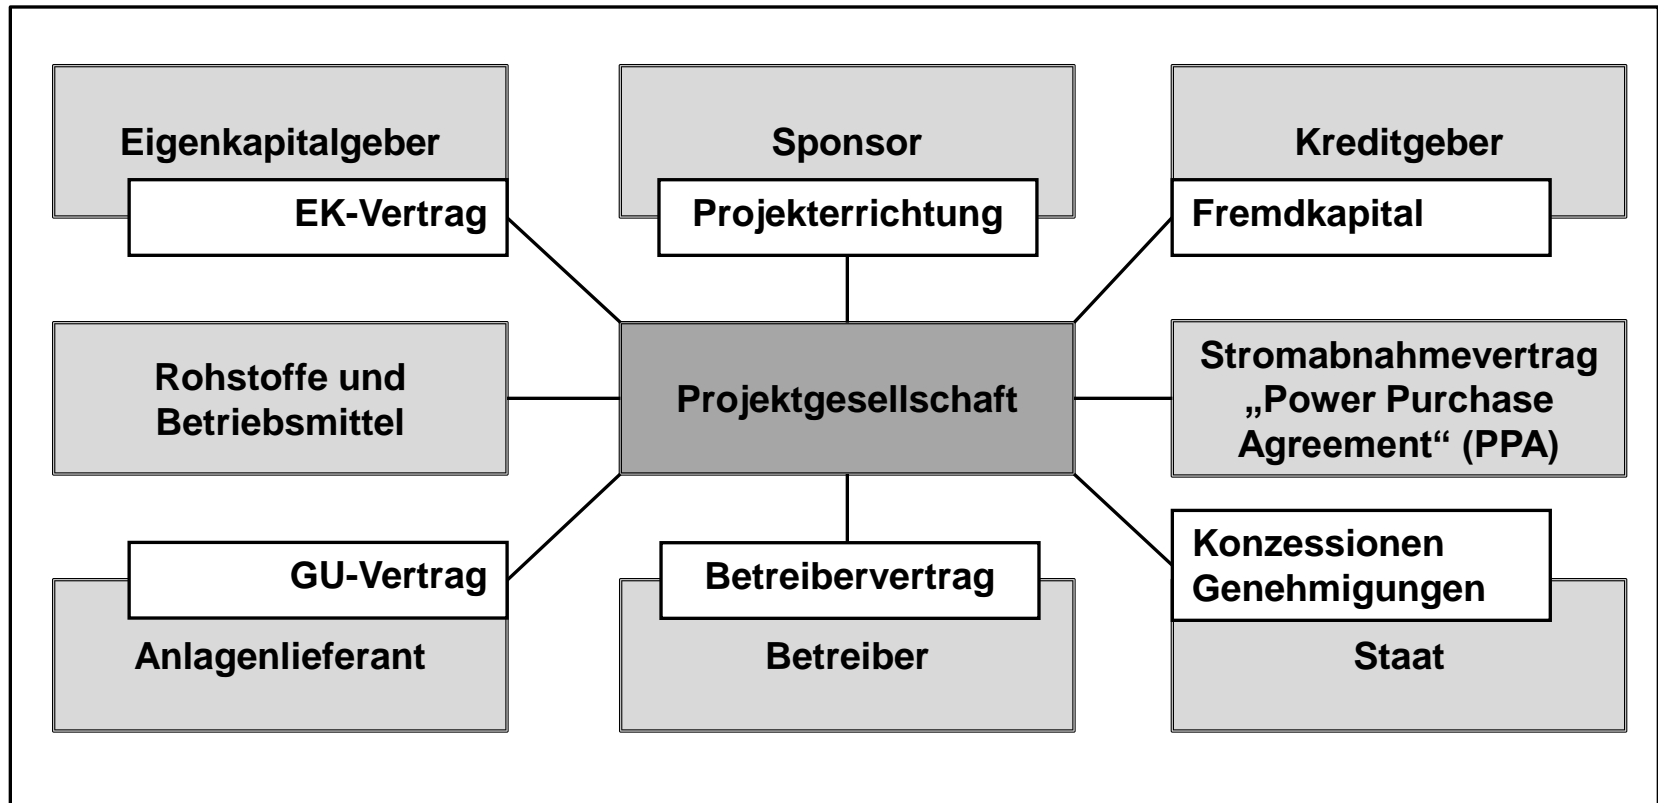 Eigenkapitalgeber
EK-Vertrag
Sponsor
Projekterrichtung
Kreditgeber
Fremdkapital
Rohstoffe und
Betriebsmittel
Projektgesellschaft
Stromabnahmevertrag
„Power Purchase
Agreement“ (PPA)
GU-Vertrag
Anlagenlieferant
Betreibervertrag
Betreiber
Konzessionen
Genehmigungen
Staat